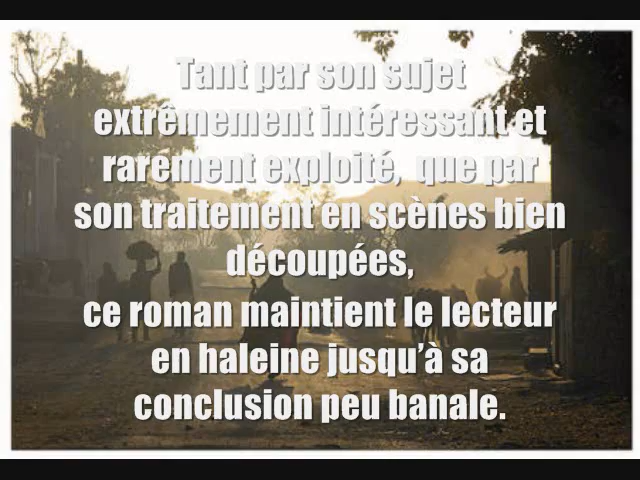 Tant par son sujet
extrêmement intéressant et
rarement exploité,  que par
son traitement en scènes bien
découpées,
ce roman maintient le lecteur
en haleine jusqu’à sa
conclusion peu banale.